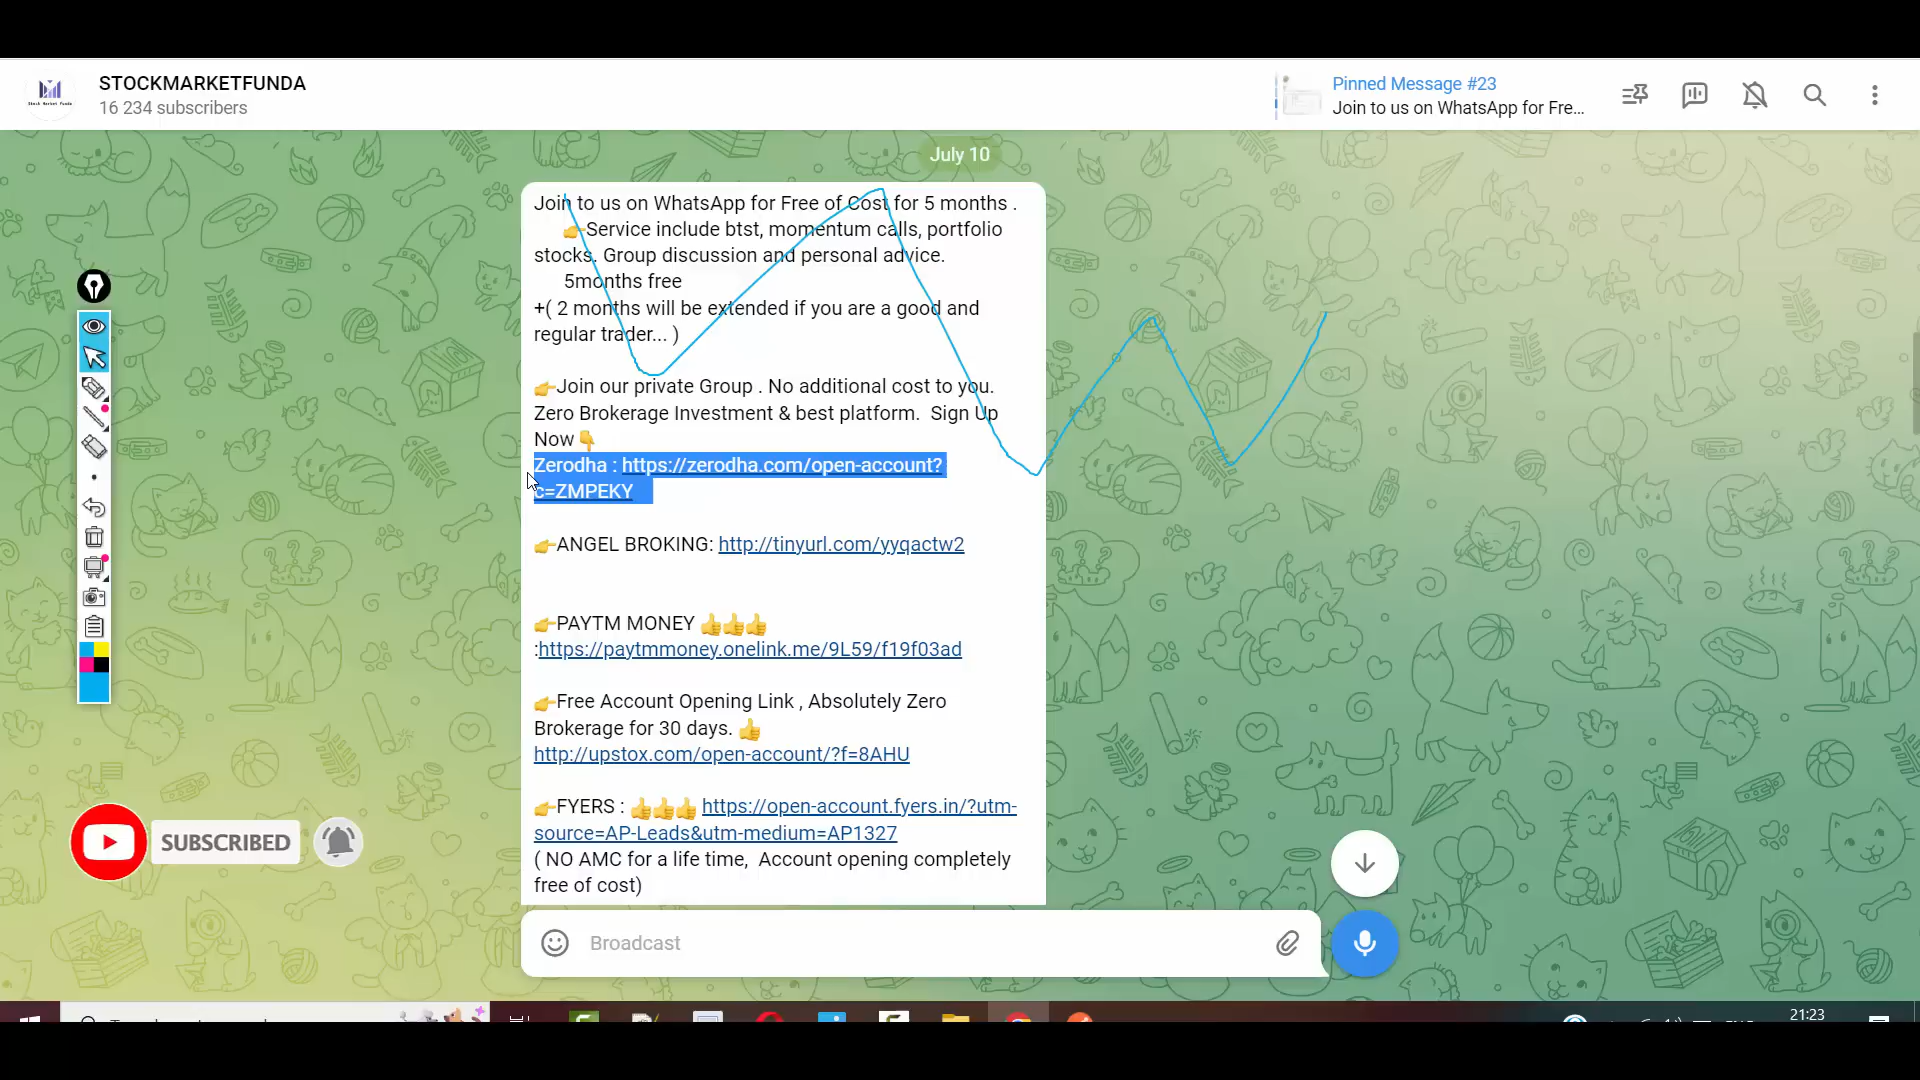 STOCKMARKETFUNDA
16 234 subscribers
Pinned Message #23
Join to us on WhatsApp for Fre...
July 10
Join to us on WhatsApp for Free of Cost for 5 months .
👉Service include btst, momentum calls, portfolio
stocks. Group discussion and personal advice.
5months free
+( 2 months will be extended if you are a good and
regular trader... )
👉Join our private Group . No additional cost to you.
Zero Brokerage Investment & best platform.  Sign Up
Now👇
Zerodha : https://zerodha.com/open-account?
c=ZMPEKY
👉ANGEL BROKING: http://tinyurl.com/yyqactw2
👉PAYTM MONEY 👍👍👍
:https://paytmmoney.onelink.me/9L59/f19f03ad
👉Free Account Opening Link , Absolutely Zero
Brokerage for 30 days. 👍
http://upstox.com/open-account/?f=8AHU
👉FYERS : 👍👍👍 https://open-account.fyers.in/?utm-
source=AP-Leads&utm-medium=AP1327
( NO AMC for a life time,  Account opening completely
free of cost)
SUBSCRIBED
Broadcast
21:23